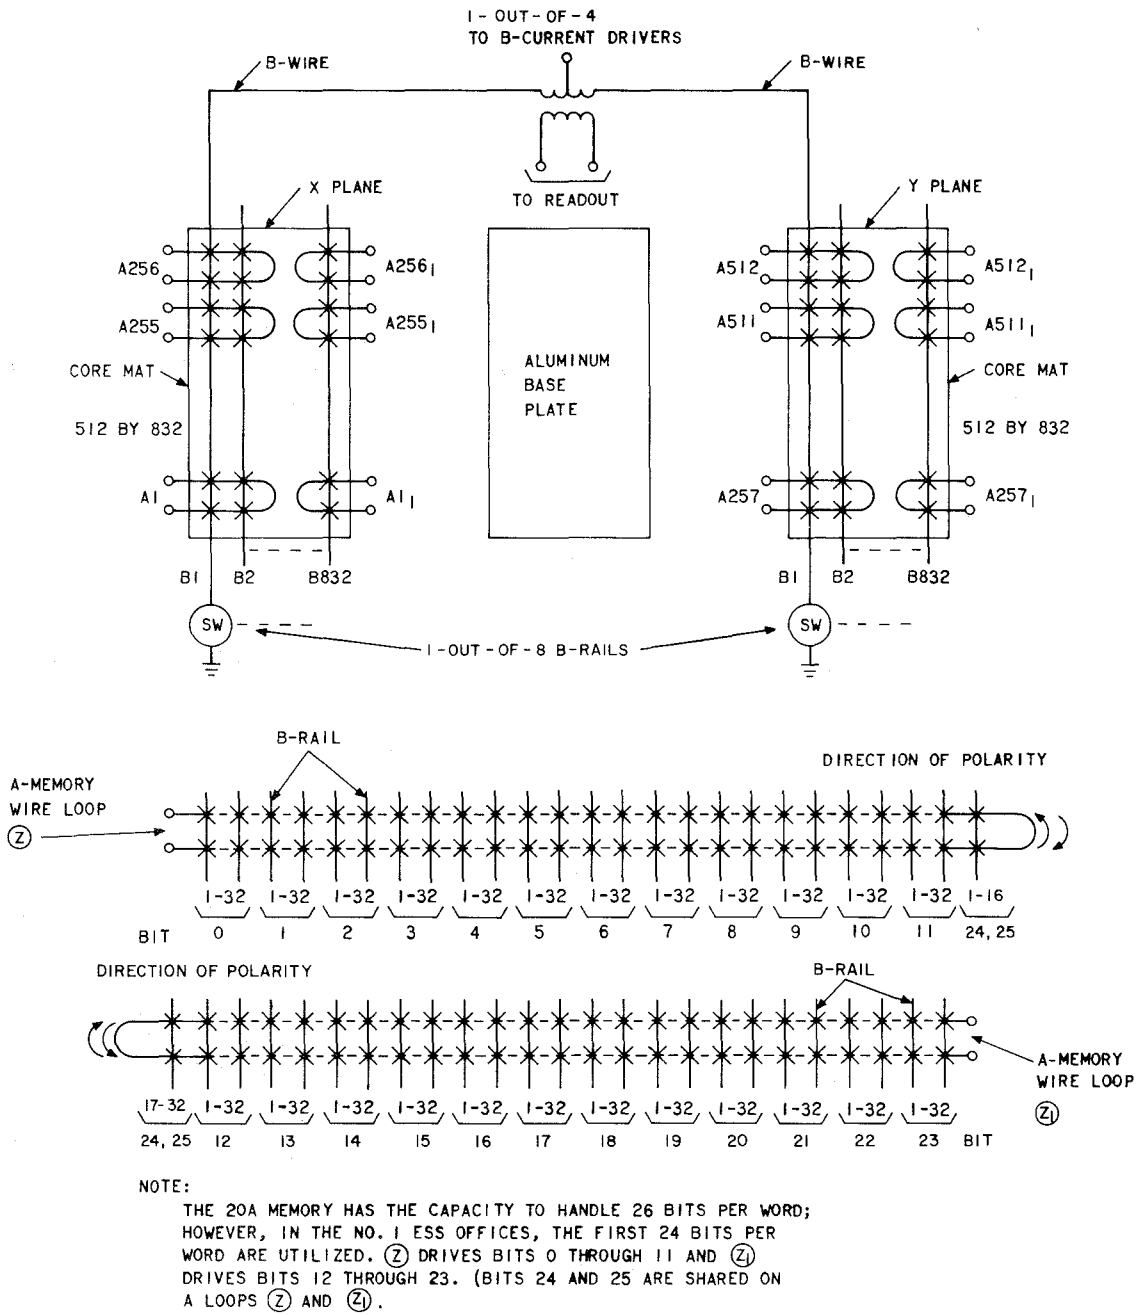 1-OUT-OF-4
TO B-CURRENT DRIVERS
B-WIRE
B-WIRE
TO READOUT
X PLANE
Y PLANE
A256
A256₁
A512
A512₁
A255
A255₁
A511
A511₁
CORE MAT
ALUMINUM
BASE
PLATE
CORE MAT
512 BY 832
512 BY 832
A1
A1₁
A257
A257₁
B1 B2 B832
B1 B2 B832
SW
SW
1-OUT-OF-8 B-RAILS
B-RAIL
DIRECTION OF POLARITY
A-MEMORY
WIRE LOOP
Z
1-32 1-32 1-32 1-32 1-32 1-32 1-32 1-32 1-32 1-32 1-32 1-32 1-16
BIT 0 1 2 3 4 5 6 7 8 9 10 11 24, 25
DIRECTION OF POLARITY
B-RAIL
A-MEMORY
WIRE LOOP
Z₁
17-32 1-32 1-32 1-32 1-32 1-32 1-32 1-32 1-32 1-32 1-32 1-32 1-32
24, 25 12 13 14 15 16 17 18 19 20 21 22 23 BIT
NOTE:
THE 20A MEMORY HAS THE CAPACITY TO HANDLE 26 BITS PER WORD;
HOWEVER, IN THE NO. 1 ESS OFFICES, THE FIRST 24 BITS PER
WORD ARE UTILIZED. Z DRIVES BITS 0 THROUGH 11 AND Z₁
DRIVES BITS 12 THROUGH 23. (BITS 24 AND 25 ARE SHARED ON
A LOOPS Z AND Z₁.